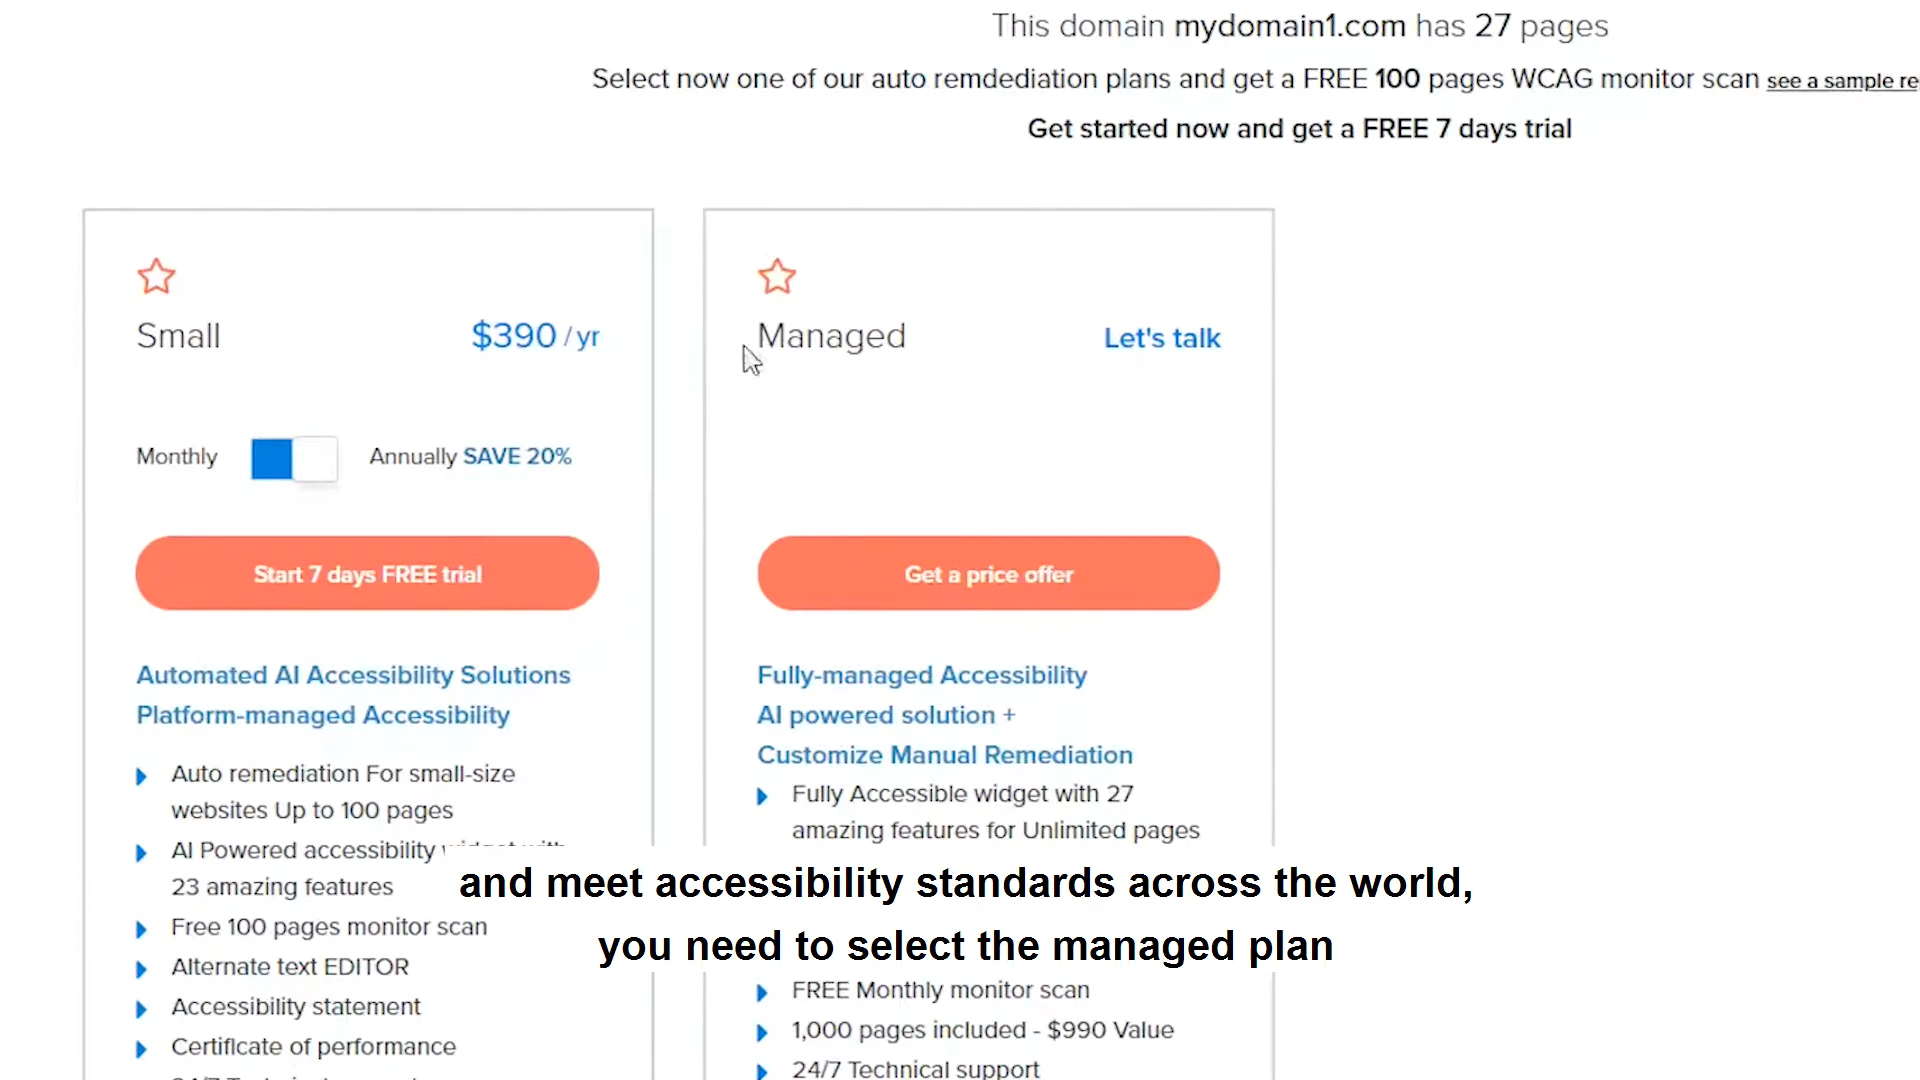 This domain mydomain1.com has 27 pages
Select now one of our auto remdediation plans and get a FREE 100 pages WCAG monitor scan see a sample
Get started now and get a FREE 7 days trial
Small $390 / yr
Monthly Annually SAVE 20%
Start 7 days FREE trial
Automated AI Accessibility Solutions
Platform-managed Accessibility
Auto remediation For small-size
websites Up to 100 pages
AI Powered accessibility
23 amazing features
Free 100 pages monitor scan
Alternate text EDITOR
Accessibility statement
Certificate of performance
Managed Let's talk
Get a price offer
Fully-managed Accessibility
AI powered solution +
Customize Manual Remediation
Fully Accessible widget with 27
amazing features for Unlimited pages
FREE Monthly monitor scan
1,000 pages included - $990 Value
24/7 Technical support
and meet accessibility standards across the world,
you need to select the managed plan